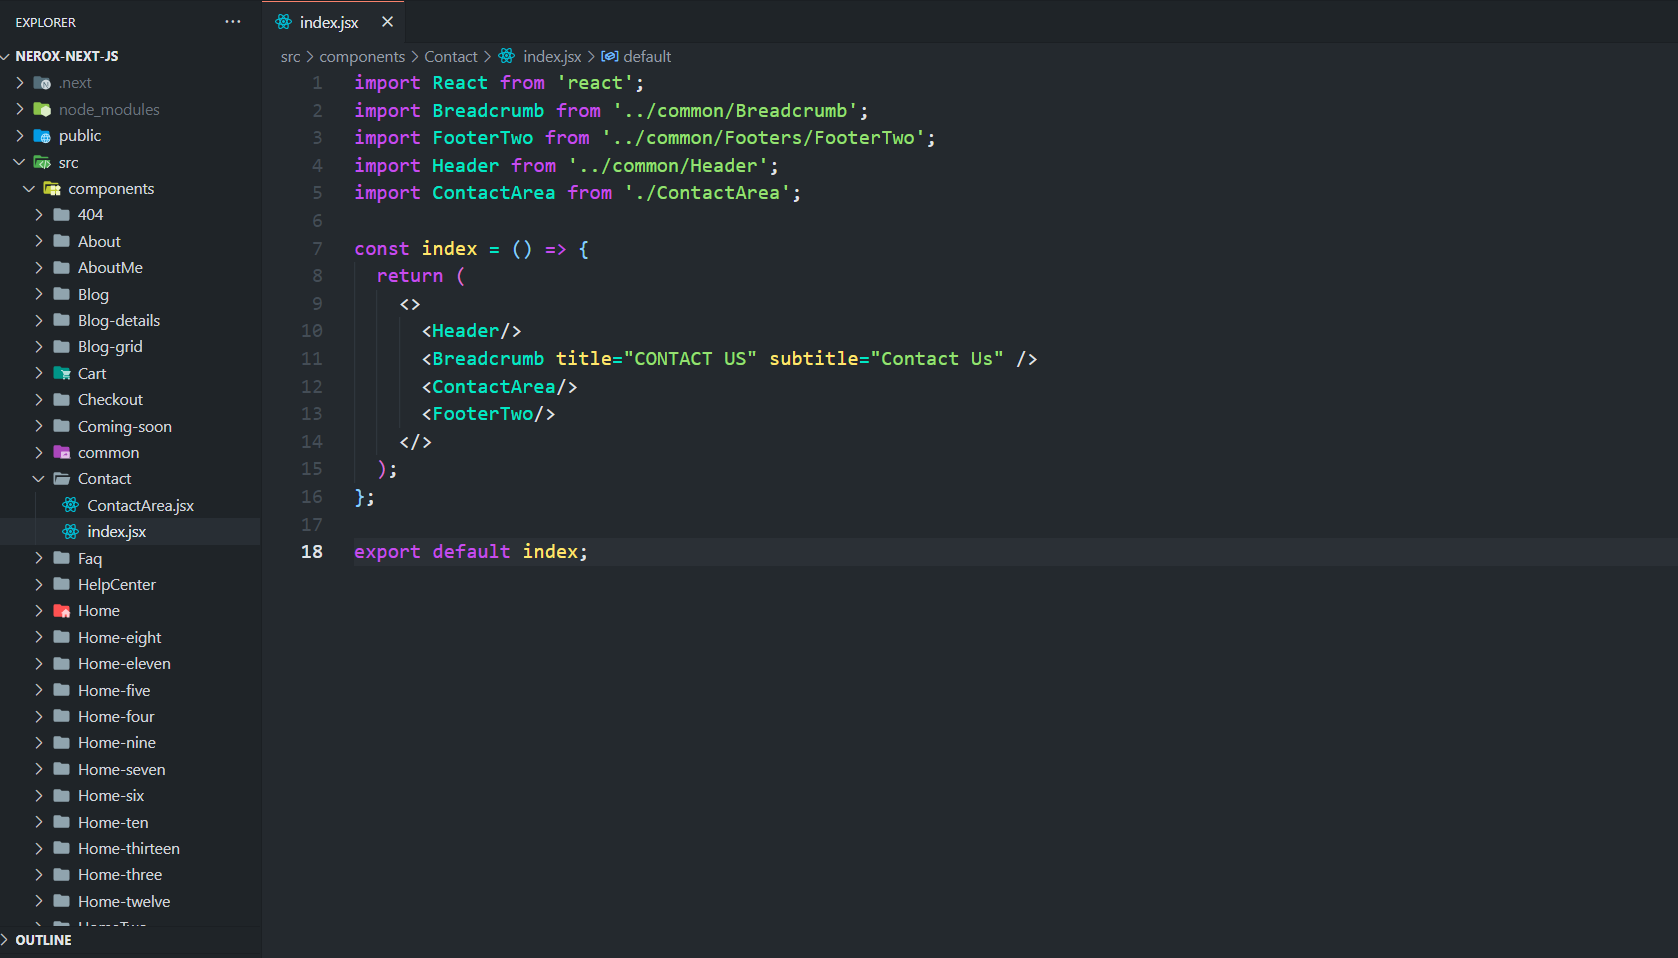 EXPLORER
NEROX-NEXT-JS
.next
node_modules
public
src
components
404
About
AboutMe
Blog
Blog-details
Blog-grid
Cart
Checkout
Coming-soon
common
Contact
ContactArea.jsx
index.jsx
Faq
HelpCenter
Home
Home-eight
Home-eleven
Home-five
Home-four
Home-nine
Home-seven
Home-six
Home-ten
Home-thirteen
Home-three
Home-twelve
OUTLINE
index.jsx
src > components > Contact > index.jsx > default
1 import React from 'react';
2 import Breadcrumb from '../common/Breadcrumb';
3 import FooterTwo from '../common/Footers/FooterTwo';
4 import Header from '../common/Header';
5 import ContactArea from './ContactArea';
6
7 const index = () => {
8 return (
9 <>
10 <Header/>
11 <Breadcrumb title="CONTACT US" subtitle="Contact Us" />
12 <ContactArea/>
13 <FooterTwo/>
14 </>
15 );
16 };
17
18 export default index;